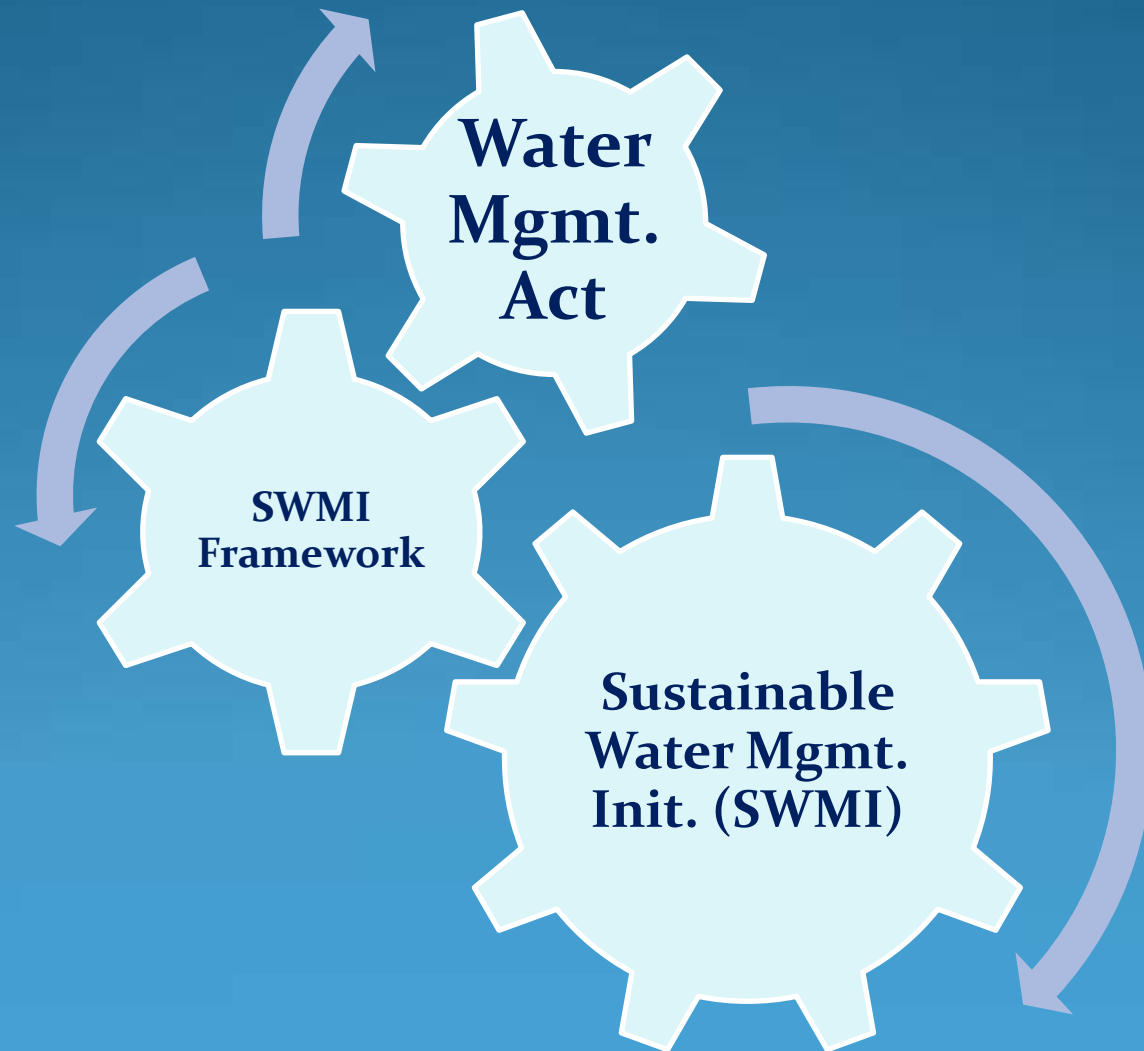 Water
Mgmt.
Act
SWMI
Framework
Sustainable
Water Mgmt.
Init. (SWMI)